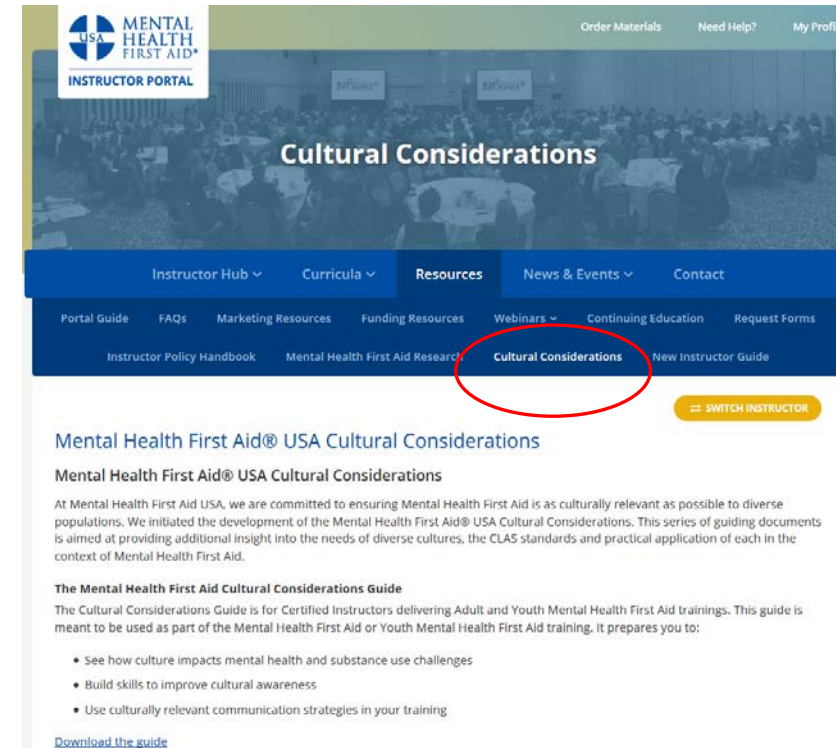 USA
MENTAL
HEALTH
FIRST AID®
INSTRUCTOR PORTAL
Order Materials Need Help? My Profi
Cultural Considerations
Instructor Hub Curricula Resources News & Events Contact
Portal Guide FAQs Marketing Resources Funding Resources Webinars Continuing Education Request Forms
Instructor Policy Handbook Mental Health First Aid Research Cultural Considerations New Instructor Guide
SWITCH INSTRUCTOR
Mental Health First Aid® USA Cultural Considerations
Mental Health First Aid® USA Cultural Considerations
At Mental Health First Aid USA, we are committed to ensuring Mental Health First Aid is as culturally relevant as possible to diverse
populations. We initiated the development of the Mental Health First Aid® USA Cultural Considerations. This series of guiding documents
is aimed at providing additional insight into the needs of diverse cultures, the CLAS standards and practical application of each in the
context of Mental Health First Aid.
The Mental Health First Aid Cultural Considerations Guide
The Cultural Considerations Guide is for Certified Instructors delivering Adult and Youth Mental Health First Aid trainings. This guide is
meant to be used as part of the Mental Health First Aid or Youth Mental Health First Aid training. It prepares you to:
• See how culture impacts mental health and substance use challenges
• Build skills to improve cultural awareness
• Use culturally relevant communication strategies in your training
Download the guide